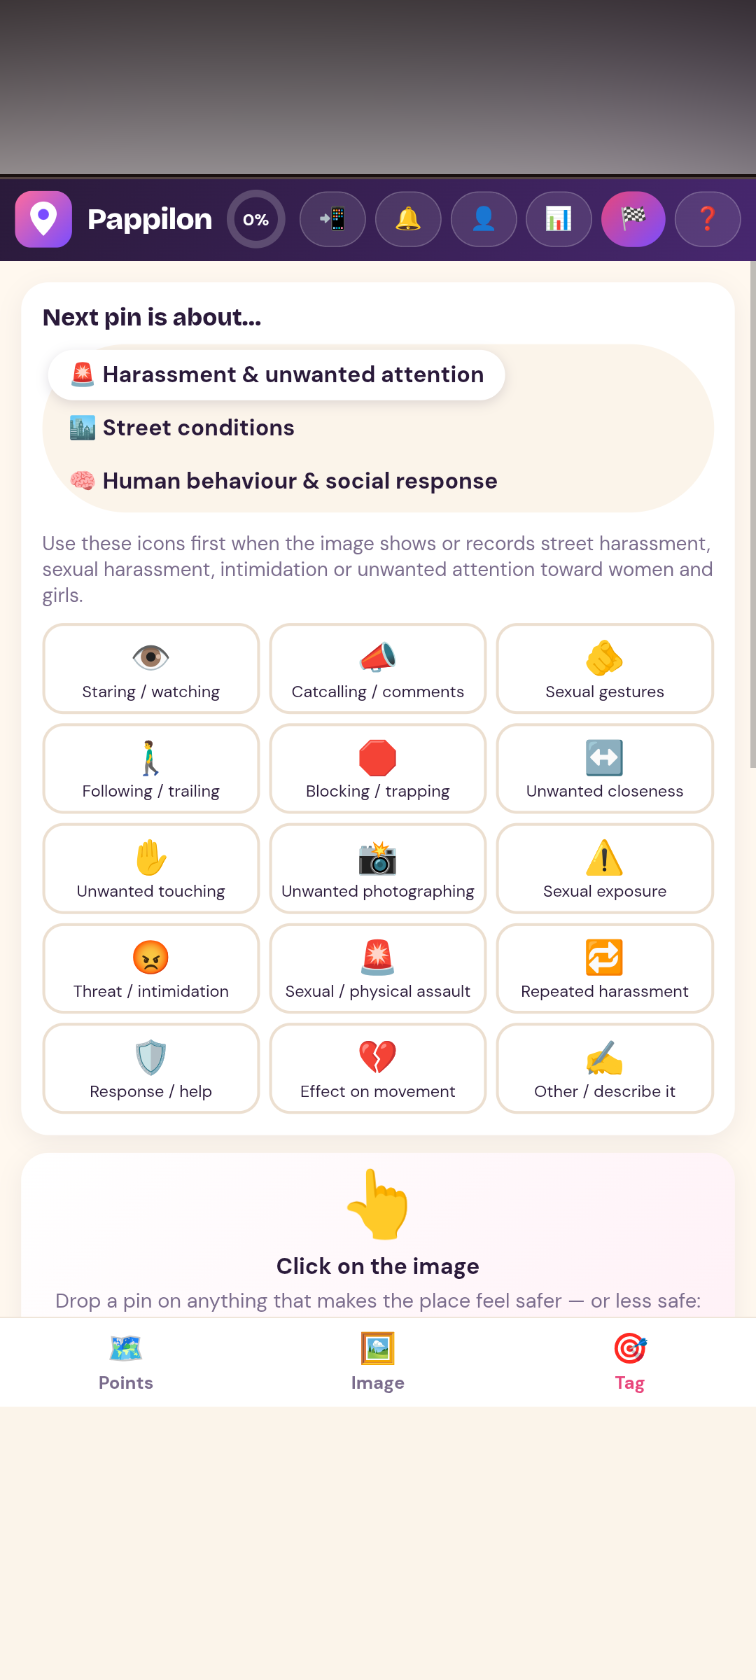 Pappilon
0%
Next pin is about...
Harassment & unwanted attention
Street conditions
Human behaviour & social response
Use these icons first when the image shows or records street harassment,
sexual harassment, intimidation or unwanted attention toward women and
girls.
Staring / watching
Catcalling / comments
Sexual gestures
Following / trailing
Blocking / trapping
Unwanted closeness
Unwanted touching
Unwanted photographing
Sexual exposure
Threat / intimidation
Sexual / physical assault
Repeated harassment
Response / help
Effect on movement
Other / describe it
Click on the image
Drop a pin on anything that makes the place feel safer — or less safe:
Points
Image
Tag